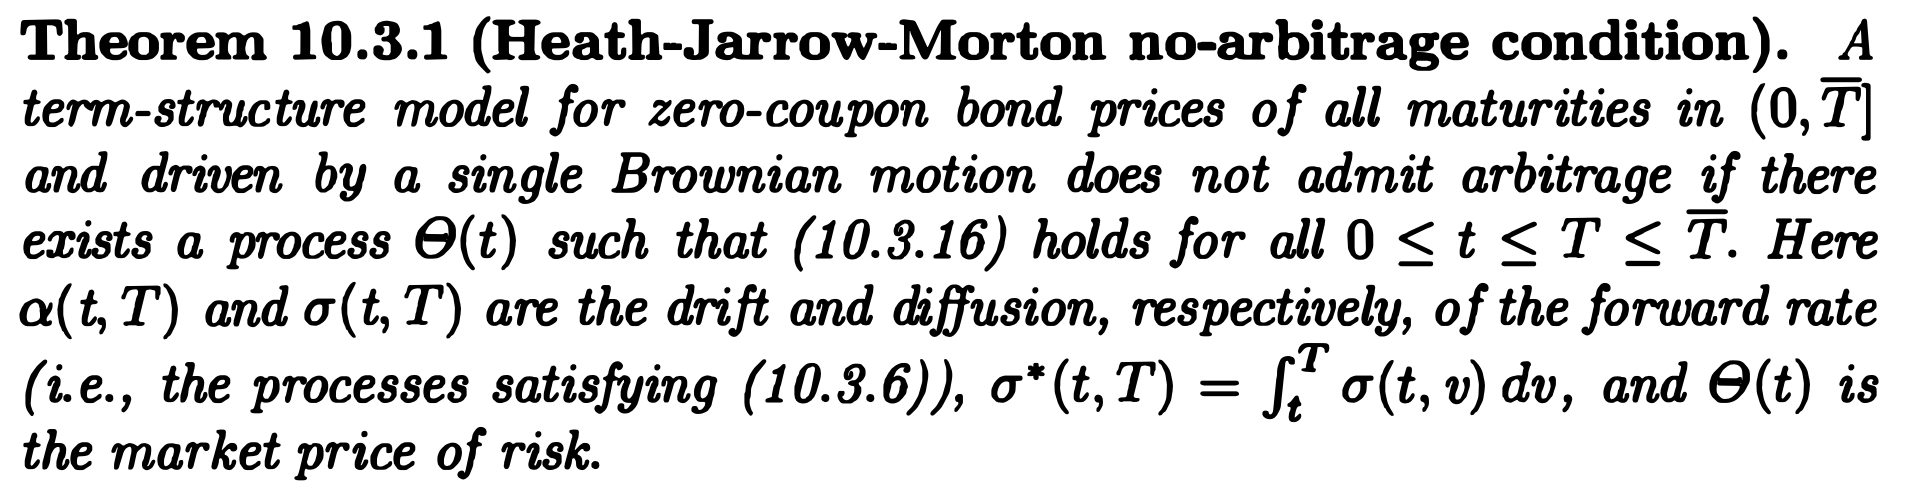 Theorem 10.3.1 (Heath-Jarrow-Morton no-arbitrage condition). A
term-structure model for zero-coupon bond prices of all maturities in (0, T̅]
and driven by a single Brownian motion does not admit arbitrage if there
exists a process Θ(t) such that (10.3.16) holds for all 0 ≤ t ≤ T ≤ T̅. Here
α(t, T) and σ(t, T) are the drift and diffusion, respectively, of the forward rate
(i.e., the processes satisfying (10.3.6)), σ*(t, T) = ∫ₜᵀ σ(t, v) dv, and Θ(t) is
the market price of risk.